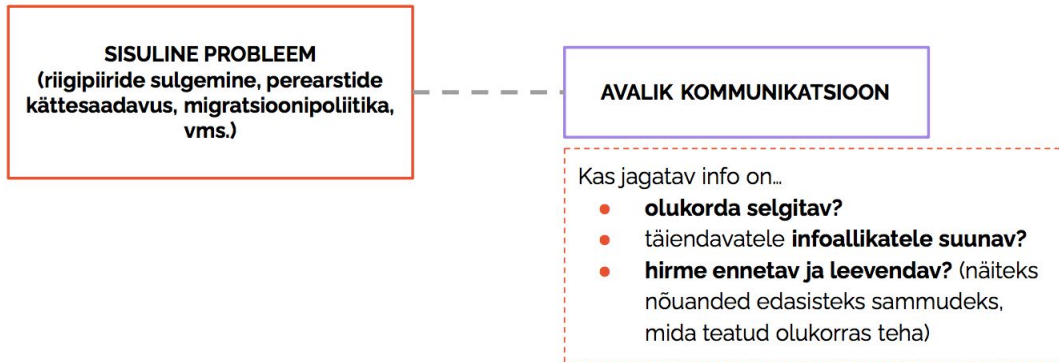 SISULINE PROBLEEM
(riigipiiride sulgemine, perearstide
kättesaadavus, migratsioonipoliitika,
vms.)
AVALIK KOMMUNIKATSIOON
Kas jagatav info on...
• olukorda selgitav?
• täiendavatele infoallikatele suunav?
• hirme ennetav ja leevendav? (näiteks
nõuanded edasisteks sammudeks,
mida teatud olukorras teha)